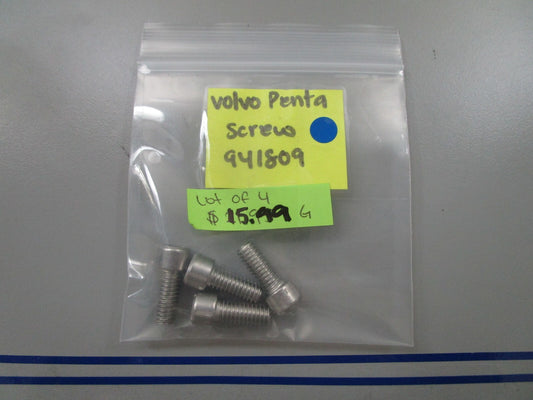 Volvo Penta
Screw
941809
Lot of 4
$15.99 G